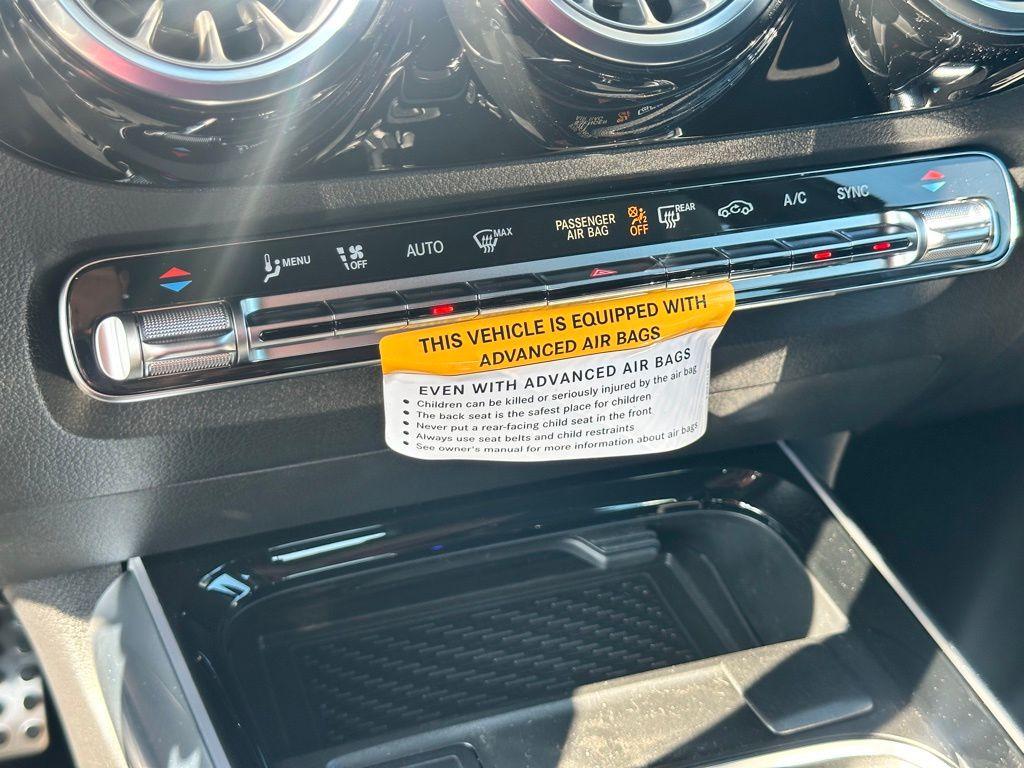 MENU
OFF
AUTO
MAX
PASSENGER
AIR BAG
2
OFF
REAR
A/C
SYNC
THIS VEHICLE IS EQUIPPED WITH
ADVANCED AIR BAGS
EVEN WITH ADVANCED AIR BAGS
• Children can be killed or seriously injured by the air bag
• The back seat is the safest place for children
• Never put a rear-facing child seat in the front
• Always use seat belts and child restraints
• See owner's manual for more information about air bags